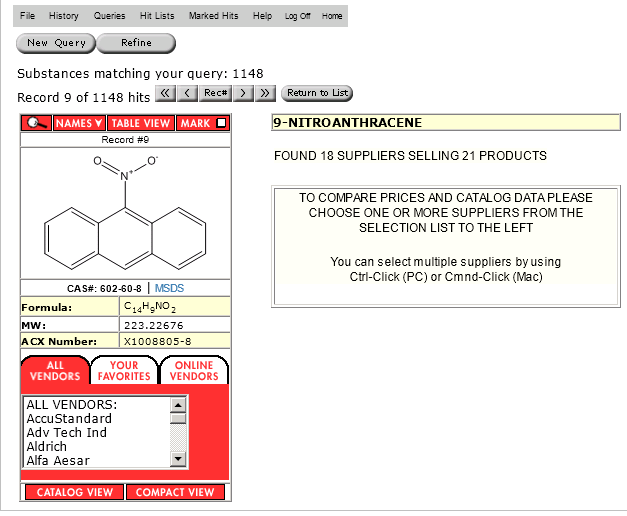 File History Queries Hit Lists Marked Hits Help Log Off Home
New Query Refine
Substances matching your query: 1148
Record 9 of 1148 hits << < Rec# > >> Return to List
NAMES TABLE VIEW MARK
Record #9
O O-
N+
CAS#: 602-60-8 | MSDS
Formula: C14H9NO2
MW: 223.22676
ACX Number: X1008805-8
ALL VENDORS
YOUR FAVORITES
ONLINE VENDORS
ALL VENDORS:
AccuStandard
Adv Tech Ind
Aldrich
Alfa Aesar
CATALOG VIEW COMPACT VIEW
9-NITROANTHRACENE
FOUND 18 SUPPLIERS SELLING 21 PRODUCTS
TO COMPARE PRICES AND CATALOG DATA PLEASE
CHOOSE ONE OR MORE SUPPLIERS FROM THE
SELECTION LIST TO THE LEFT
You can select multiple suppliers by using
Ctrl-Click (PC) or Cmnd-Click (Mac)